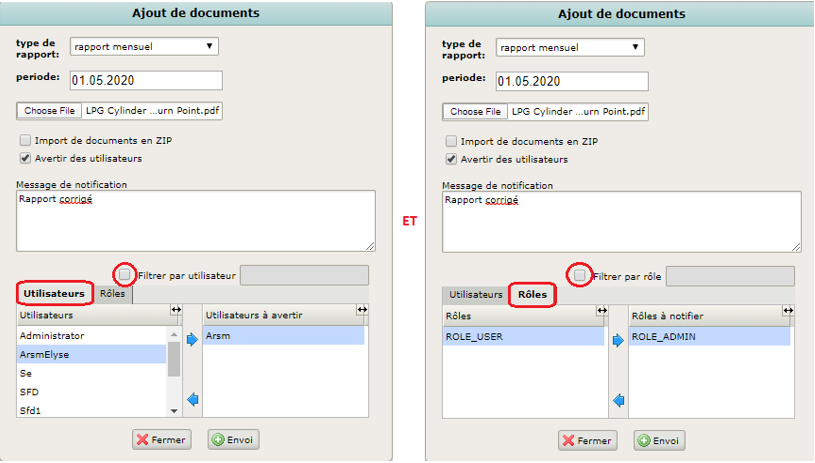 Ajout de documents
type de rapport: rapport mensuel
periode: 01.05.2020
Choose File LPG Cylinder ...urn Point.pdf
Import de documents en ZIP
Avertir des utilisateurs
Message de notification
Rapport corrigé
Filtrer par utilisateur
Utilisateurs Rôles
Utilisateurs Utilisateurs à avertir
Administrator Arsm
ArsmElyse
Se
SFD
Sfd1
Fermer Envoi
ET
Ajout de documents
type de rapport: rapport mensuel
periode: 01.05.2020
Choose File LPG Cylinder ...urn Point.pdf
Import de documents en ZIP
Avertir des utilisateurs
Message de notification
Rapport corrigé
Filtrer par rôle
Utilisateurs Rôles
Rôles Rôles à notifier
ROLE_USER ROLE_ADMIN
Fermer Envoi